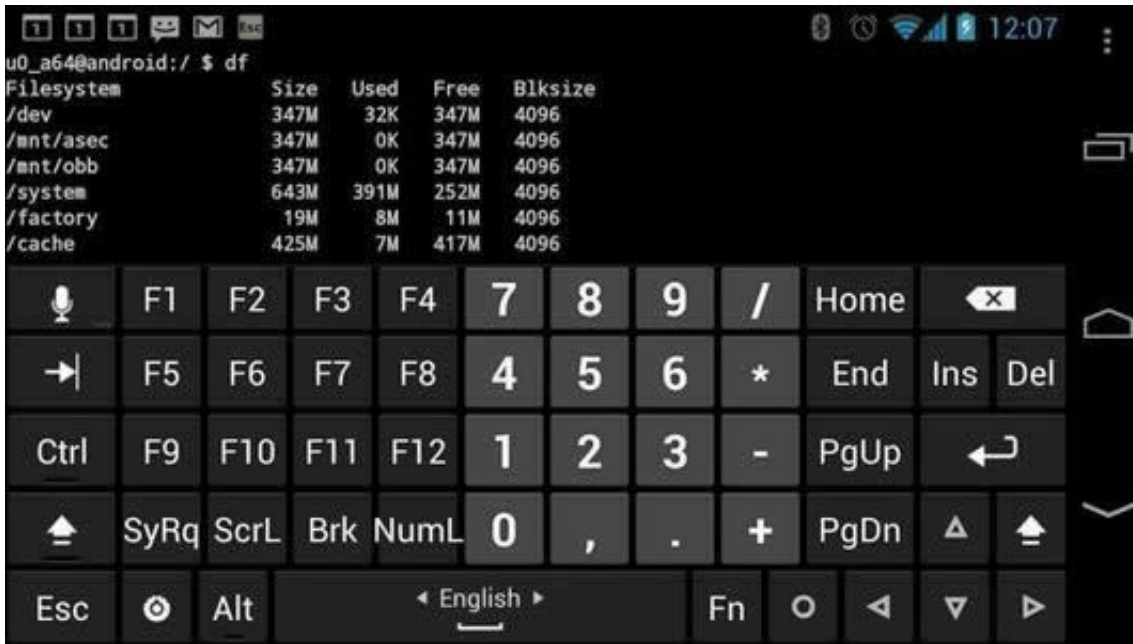 1 1 1 Esc 12:07
u0_a64@android:/ $ df
Filesystem Size Used Free Blksize
/dev 347M 32K 347M 4096
/mnt/asec 347M 0K 347M 4096
/mnt/obb 347M 0K 347M 4096
/system 643M 391M 252M 4096
/factory 19M 8M 11M 4096
/cache 425M 7M 417M 4096
F1 F2 F3 F4 7 8 9 / Home
F5 F6 F7 F8 4 5 6 * End Ins Del
Ctrl F9 F10 F11 F12 1 2 3 - PgUp
SyRq ScrL Brk NumL 0 , . + PgDn
Esc Alt English Fn